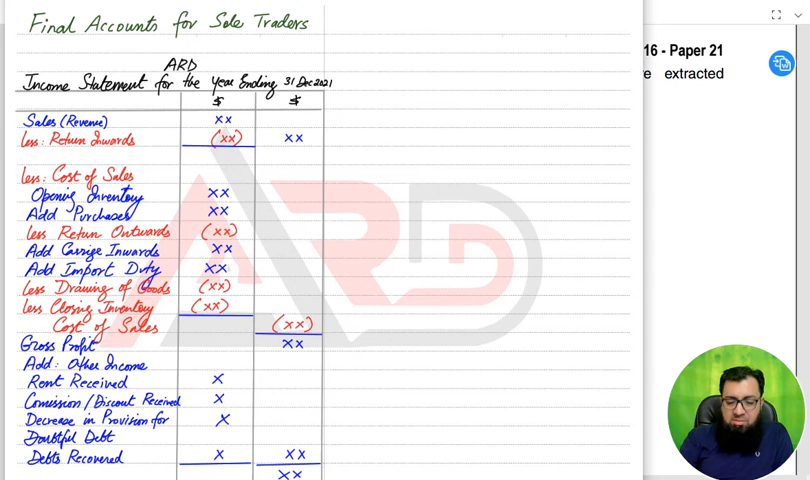 Final Accounts for Sole Traders
ARD
Income Statement for the Year Ending 31 Dec 2021
$ $
Sales (Revenue) xx
less: Return Inwards (xx) xx
less: Cost of Sales
Opening Inventory xx
Add Purchases xx
less Return Outwards (xx)
Add Carrige Inwards xx
Add Import Duty xx
less Drawing of Goods (xx)
less Closing Inventory (xx)
Cost of Sales (xx)
Gross Profit xx
Add: Other Income
Rent Received x
Comission/Discout Received x
Decrease in Provision for x
Doubtful Debt
Debts Recovered x xx
xx
ARD
16 - Paper 21
e extracted